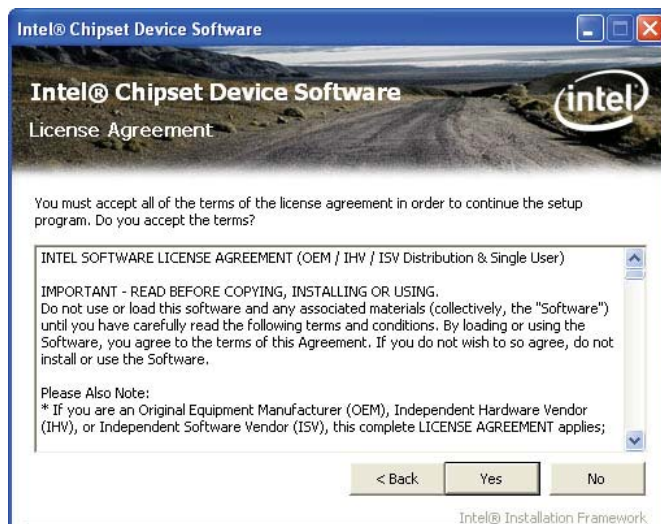 Intel® Chipset Device Software
Intel® Chipset Device Software
intel
License Agreement
You must accept all of the terms of the license agreement in order to continue the setup
program. Do you accept the terms?
INTEL SOFTWARE LICENSE AGREEMENT (OEM / IHV / ISV Distribution & Single User)
IMPORTANT - READ BEFORE COPYING, INSTALLING OR USING.
Do not use or load this software and any associated materials (collectively, the "Software")
until you have carefully read the following terms and conditions. By loading or using the
Software, you agree to the terms of this Agreement. If you do not wish to so agree, do not
install or use the Software.
Please Also Note:
* If you are an Original Equipment Manufacturer (OEM), Independent Hardware Vendor
(IHV), or Independent Software Vendor (ISV), this complete LICENSE AGREEMENT applies;
< Back
Yes
No
Intel® Installation Framework